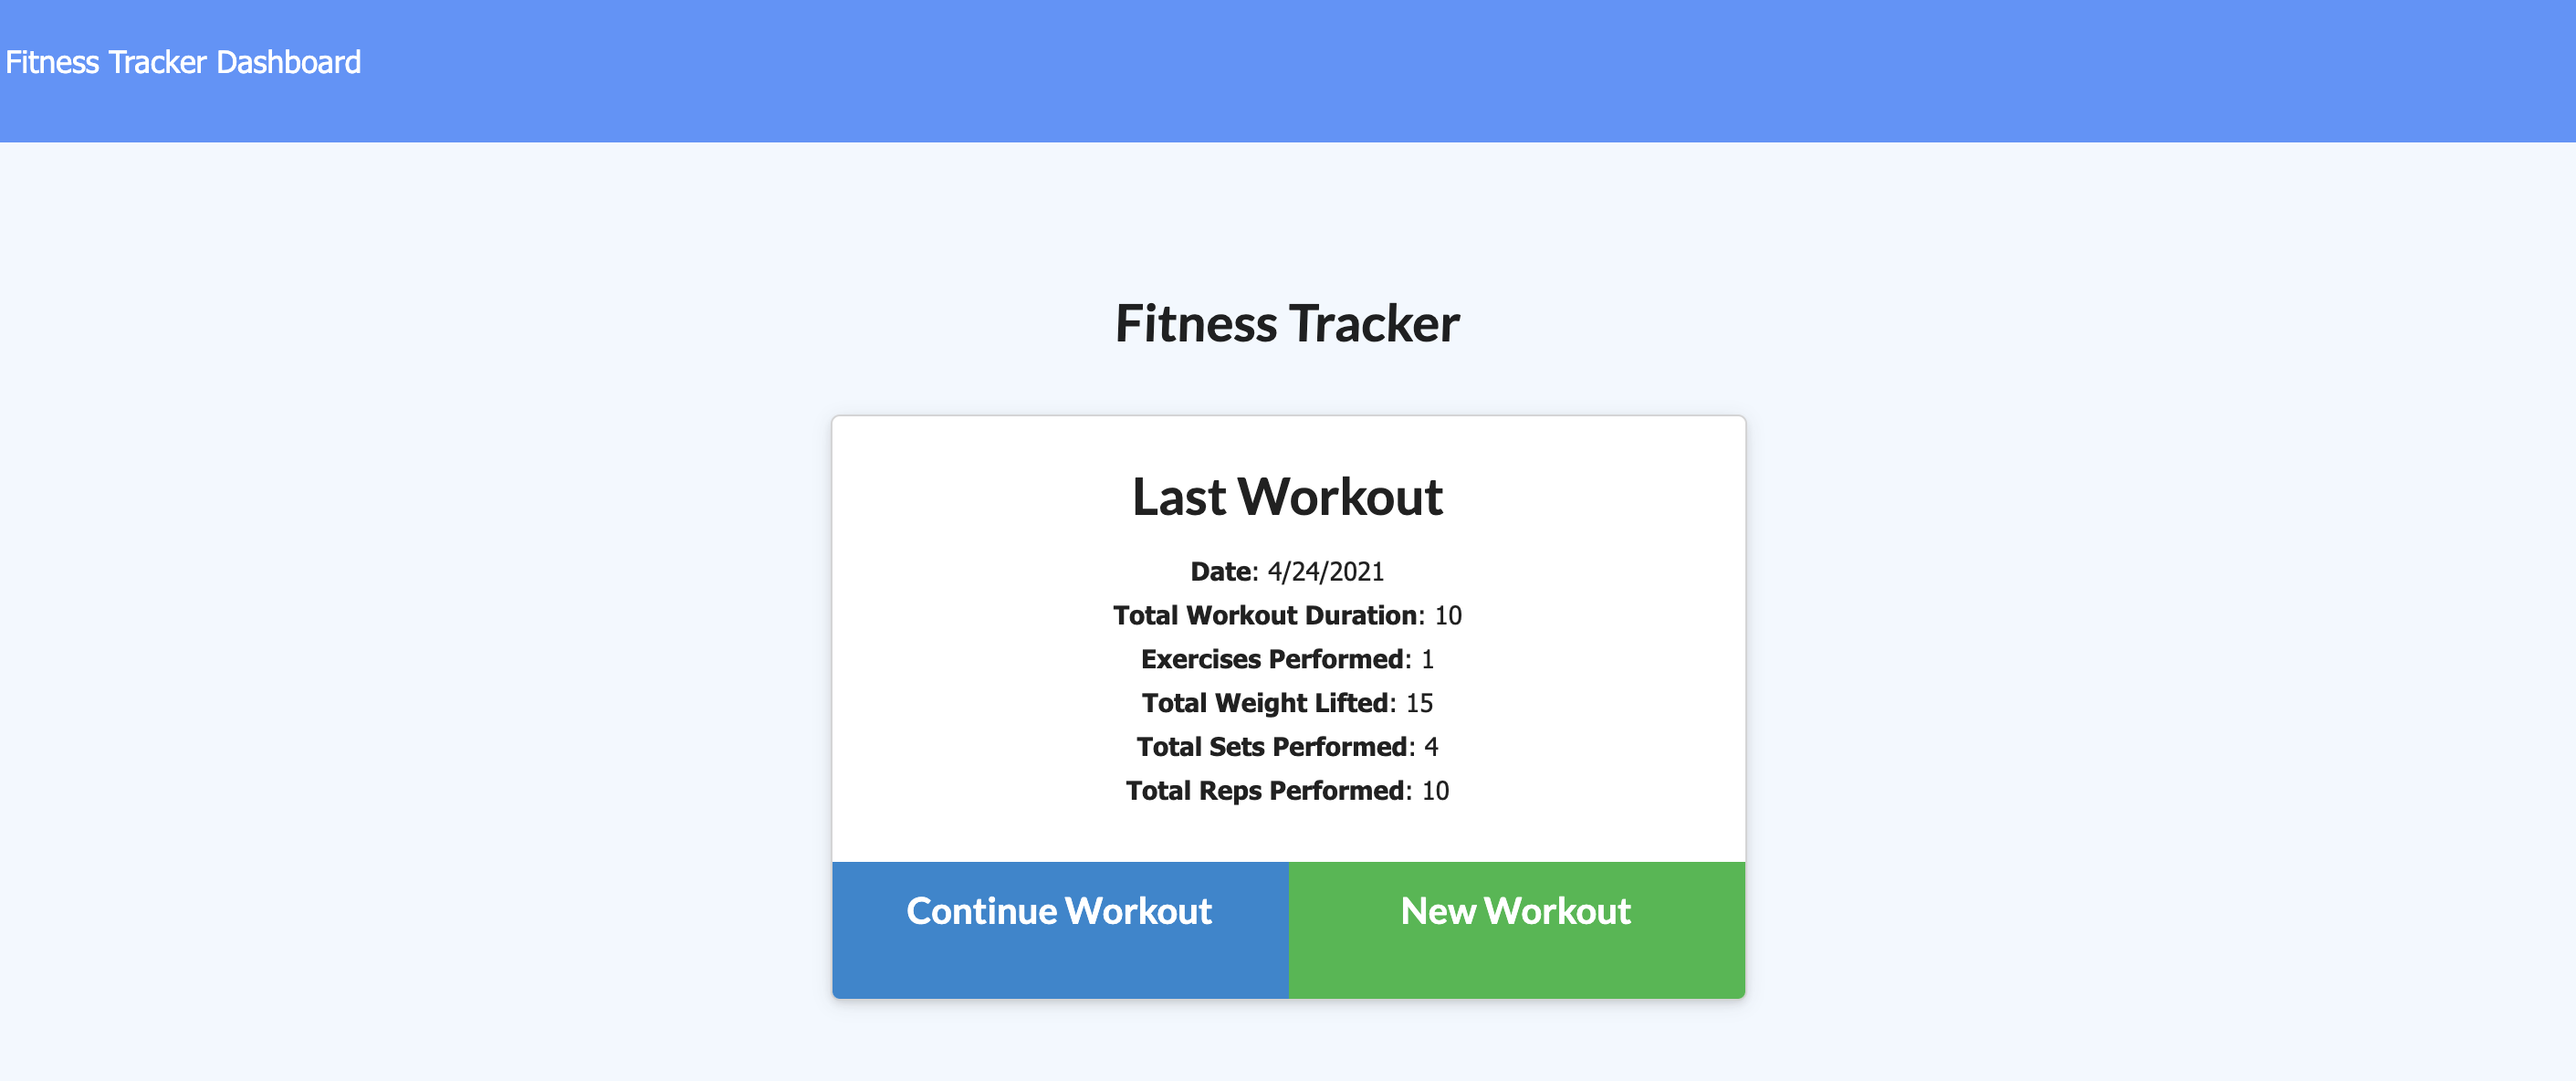 Fitness Tracker Dashboard
Fitness Tracker
Last Workout
Date: 4/24/2021
Total Workout Duration: 10
Exercises Performed: 1
Total Weight Lifted: 15
Total Sets Performed: 4
Total Reps Performed: 10
Continue Workout New Workout